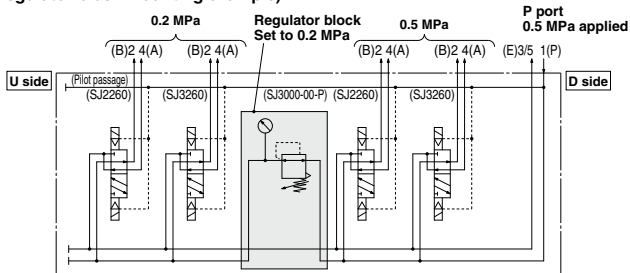 0.2 MPa
Regulator block
Set to 0.2 MPa
0.5 MPa
P port
0.5 MPa applied
(B)2 4(A)
(B)2 4(A)
(B)2 4(A)
(B)2 4(A)
(E)3/5 1(P)
U side
(Pilot passage)
D side
(SJ2260)
(SJ3260)
(SJ3000-00-P)
(SJ2260)
(SJ3260)